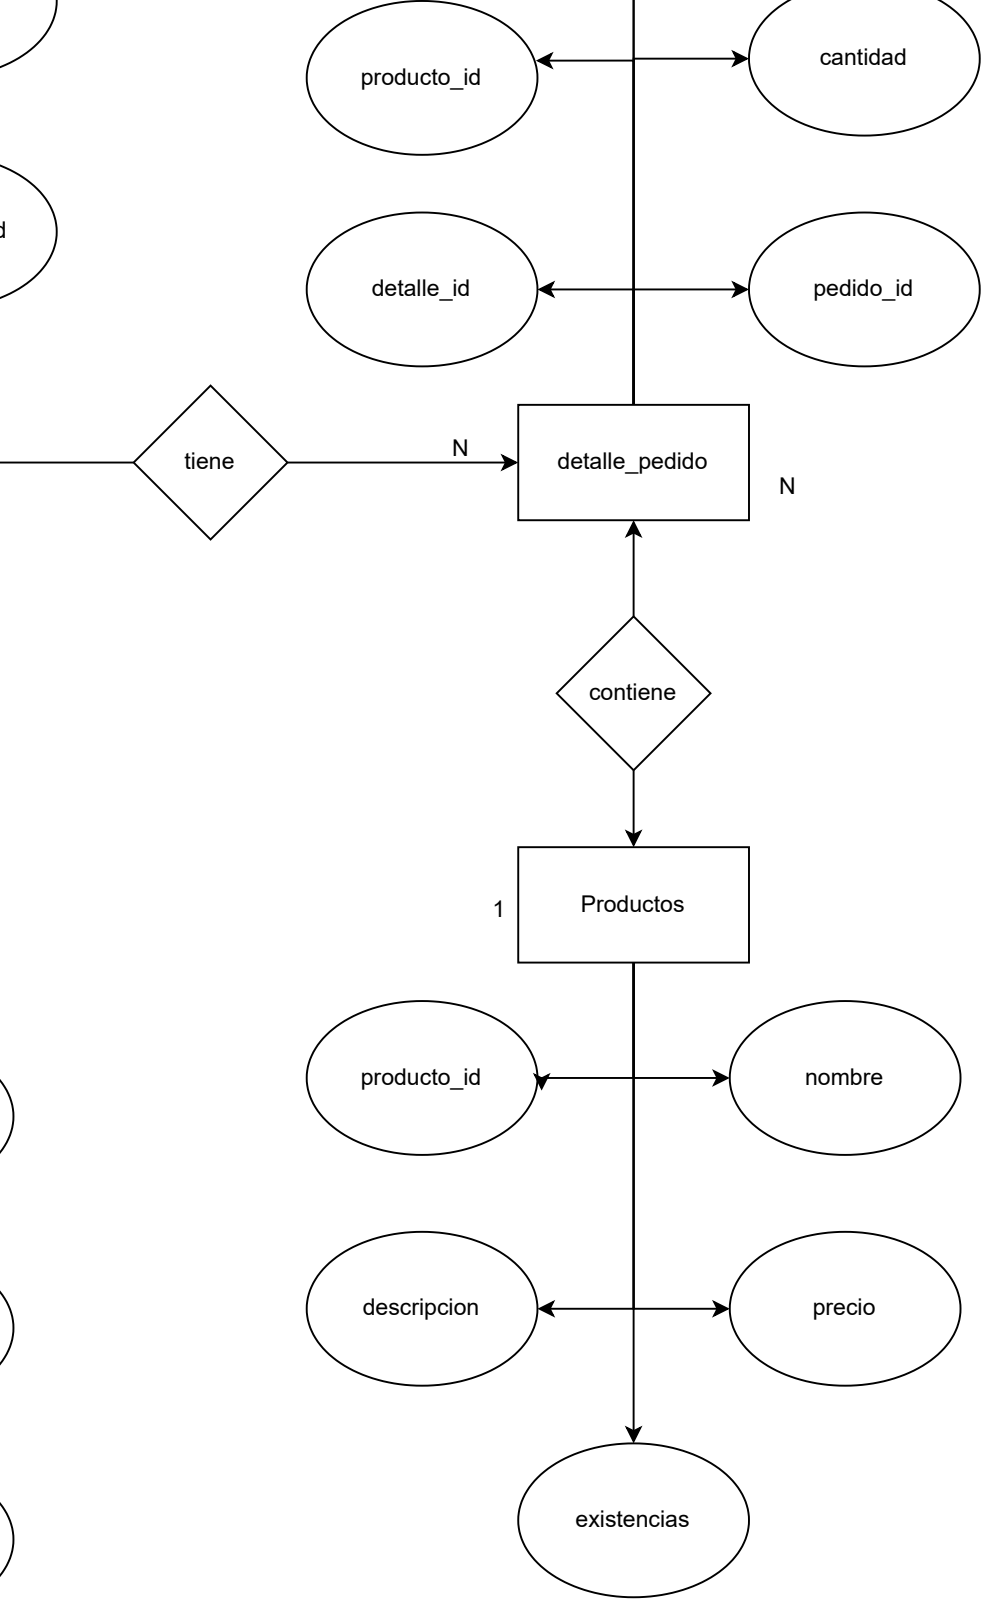 producto_id
cantidad
d
detalle_id
pedido_id
tiene
N
detalle_pedido
N
contiene
1
Productos
producto_id
nombre
descripcion
precio
existencias